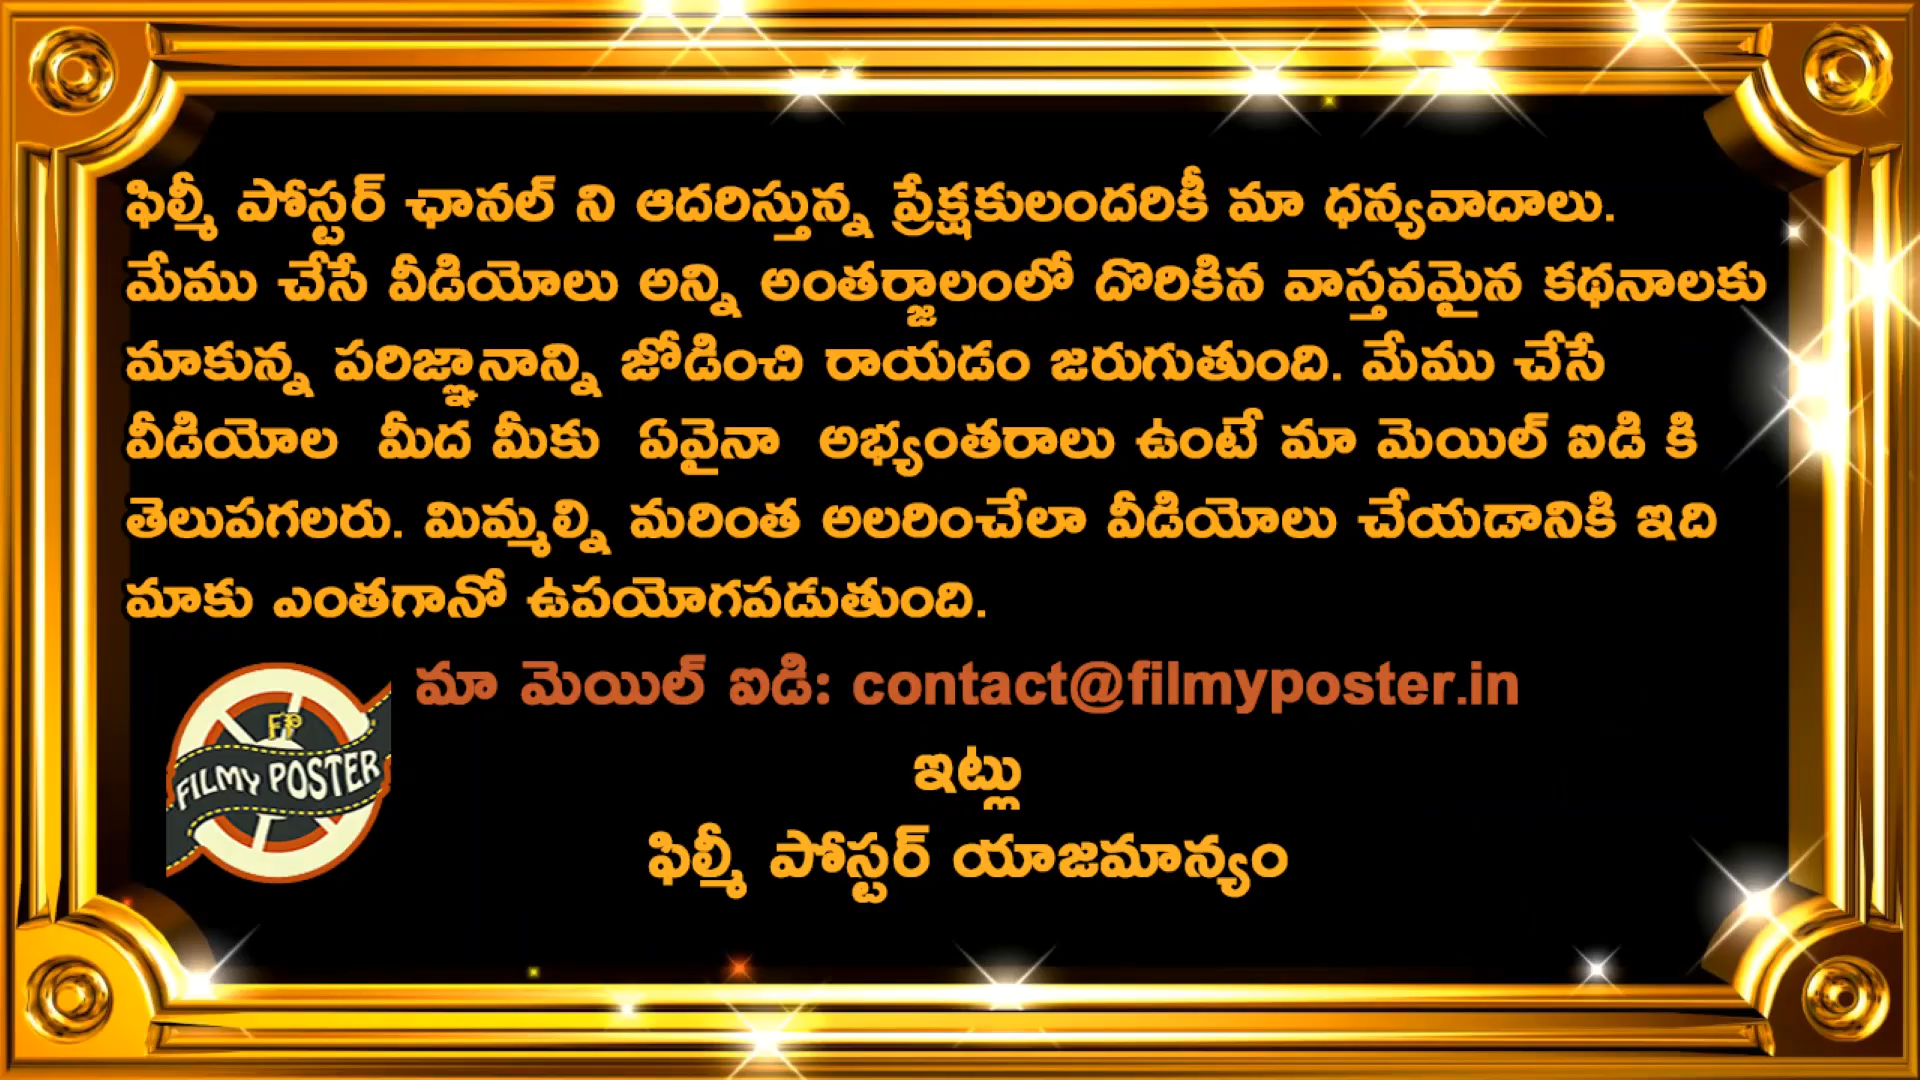 ఫిల్మీ పోస్టర్ ఛానల్ ని ఆదరిస్తున్న ప్రేక్షకులందరికీ మా ధన్యవాదాలు.
మేము చేసే వీడియోలు అన్ని అంతర్జాలంలో దొరికిన వాస్తవమైన కథనాలకు
మాకున్న పరిజ్ఞానాన్ని జోడించి రాయడం జరుగుతుంది. మేము చేసే
వీడియోల మీద మీకు ఏవైనా అభ్యంతరాలు ఉంటే మా మెయిల్ ఐడి కి
తెలుపగలరు. మిమ్మల్ని మరింత అలరించేలా వీడియోలు చేయడానికి ఇది
మాకు ఎంతగానో ఉపయోగపడుతుంది.
మా మెయిల్ ఐడి: contact@filmyposter.in
FP
FILMY POSTER
ఇట్లు
ఫిల్మీ పోస్టర్ యాజమాన్యం